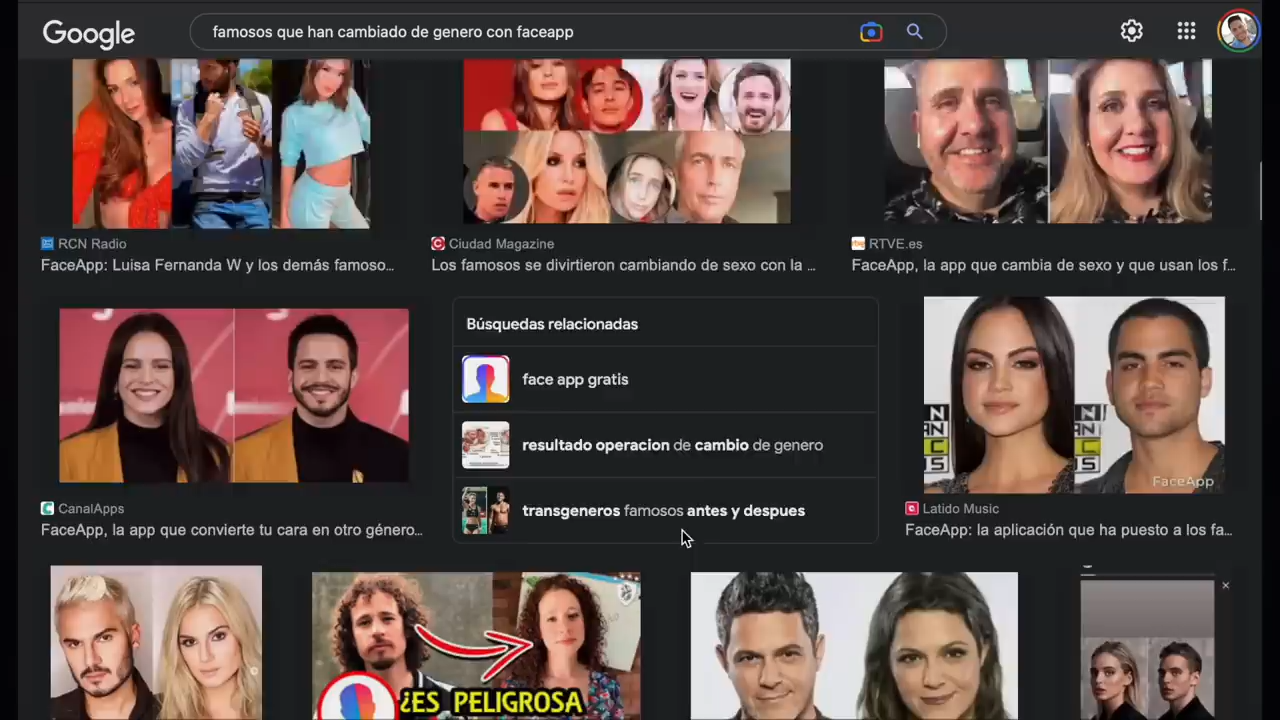 Google
famosos que han cambiado de genero con faceapp
RCN Radio
FaceApp: Luisa Fernanda W y los demás famoso...
Ciudad Magazine
Los famosos se divirtieron cambiando de sexo con la ...
RTVE.es
FaceApp, la app que cambia de sexo y que usan los f...
Búsquedas relacionadas
face app gratis
resultado operacion de cambio de genero
transgeneros famosos antes y despues
FaceApp
CanalApps
FaceApp, la app que convierte tu cara en otro género...
Latido Music
FaceApp: la aplicación que ha puesto a los fa...
¿ES PELIGROSA